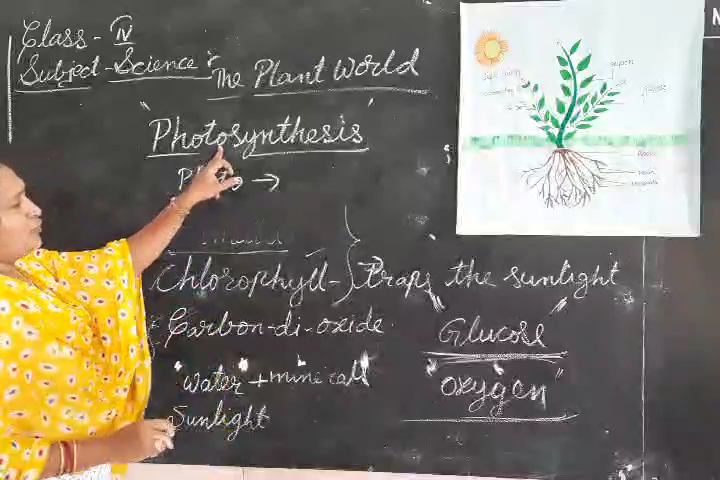 Class - IV
Subject - Science :
The Plant World
Photosynthesis
Chlorophyll - } → traps the sunlight
Carbon-di-oxide
Glucose
water + mineral
oxygen
Sunlight